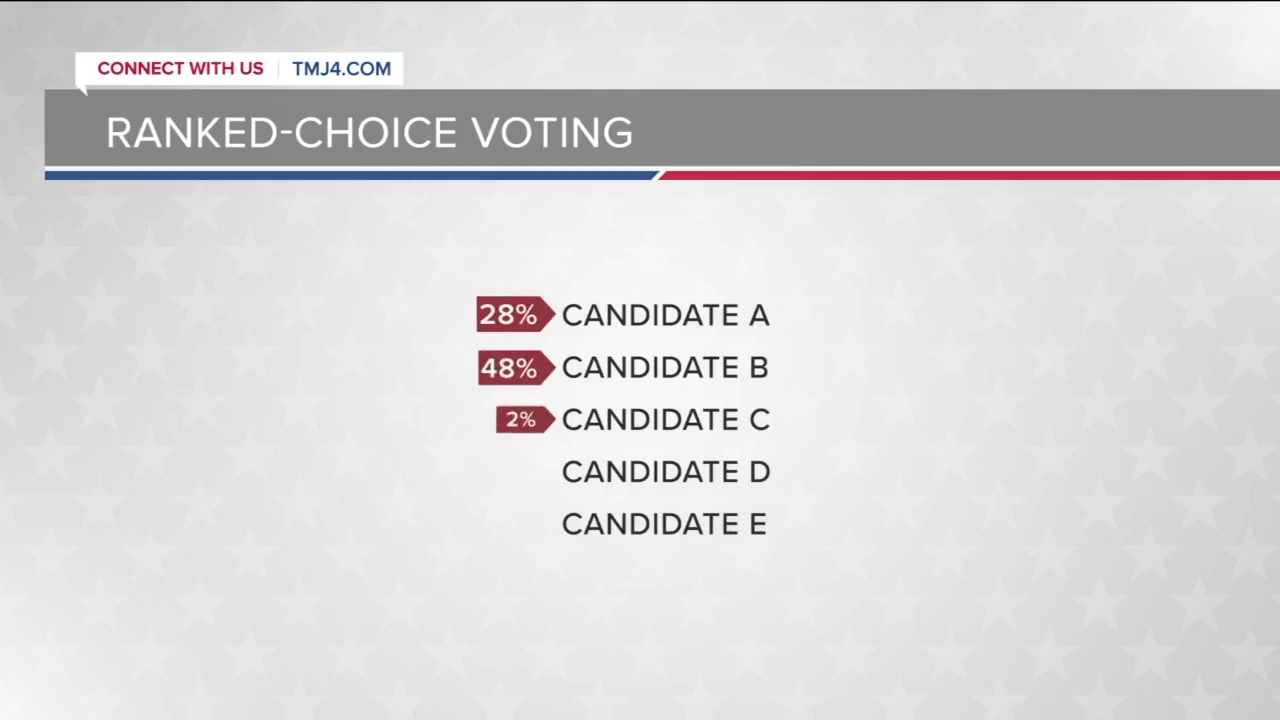 CONNECT WITH US | TMJ4.COM
RANKED-CHOICE VOTING
28% CANDIDATE A
48% CANDIDATE B
2% CANDIDATE C
CANDIDATE D
CANDIDATE E